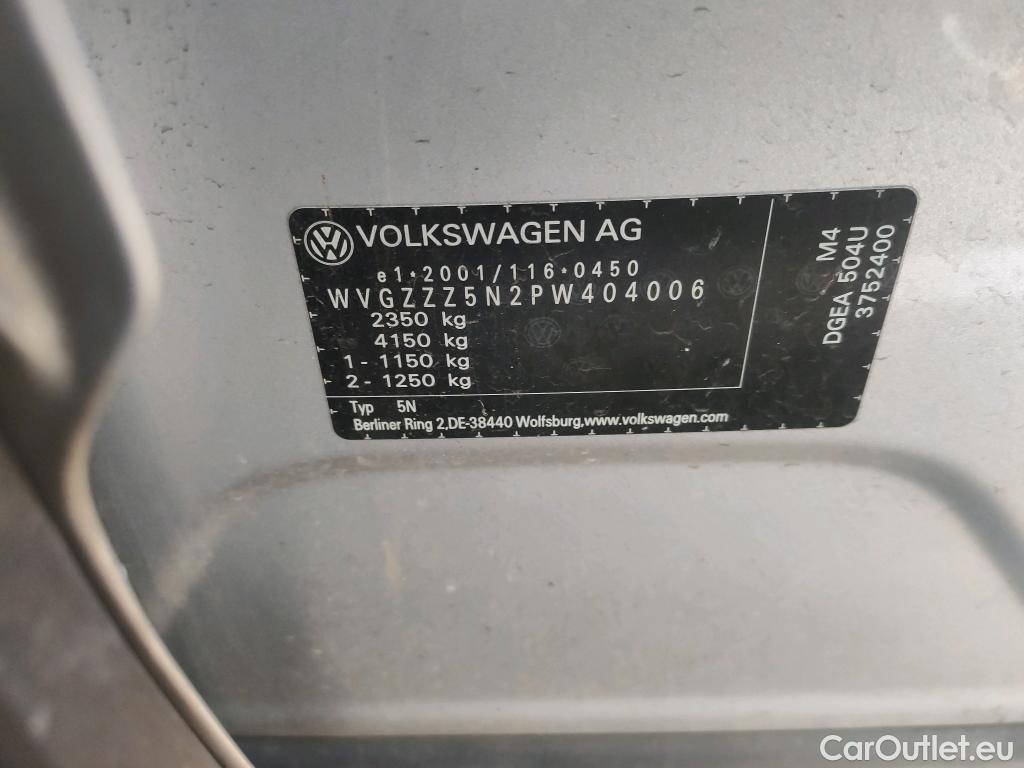 VOLKSWAGEN AG
e1*2001/116*0450
WVGZZZ5N2PW404006
2350 kg
4150 kg
1 - 1150 kg
2 - 1250 kg
Typ 5N
Berliner Ring 2,DE-38440 Wolfsburg,www.volkswagen.com
M4
DGEA 504U
3752400
CarOutlet.eu